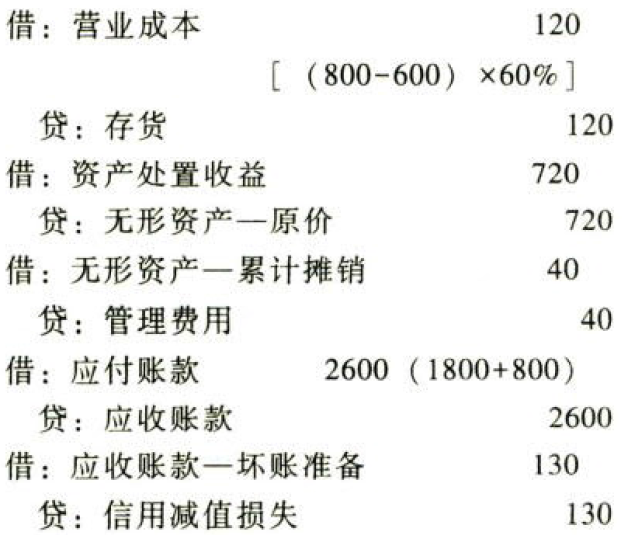 借：营业成本 120
[（800-600）×60%]
贷：存货 120
借：资产处置收益 720
贷：无形资产—原价 720
借：无形资产—累计摊销 40
贷：管理费用 40
借：应付账款 2600（1800+800）
贷：应收账款 2600
借：应收账款—坏账准备 130
贷：信用减值损失 130